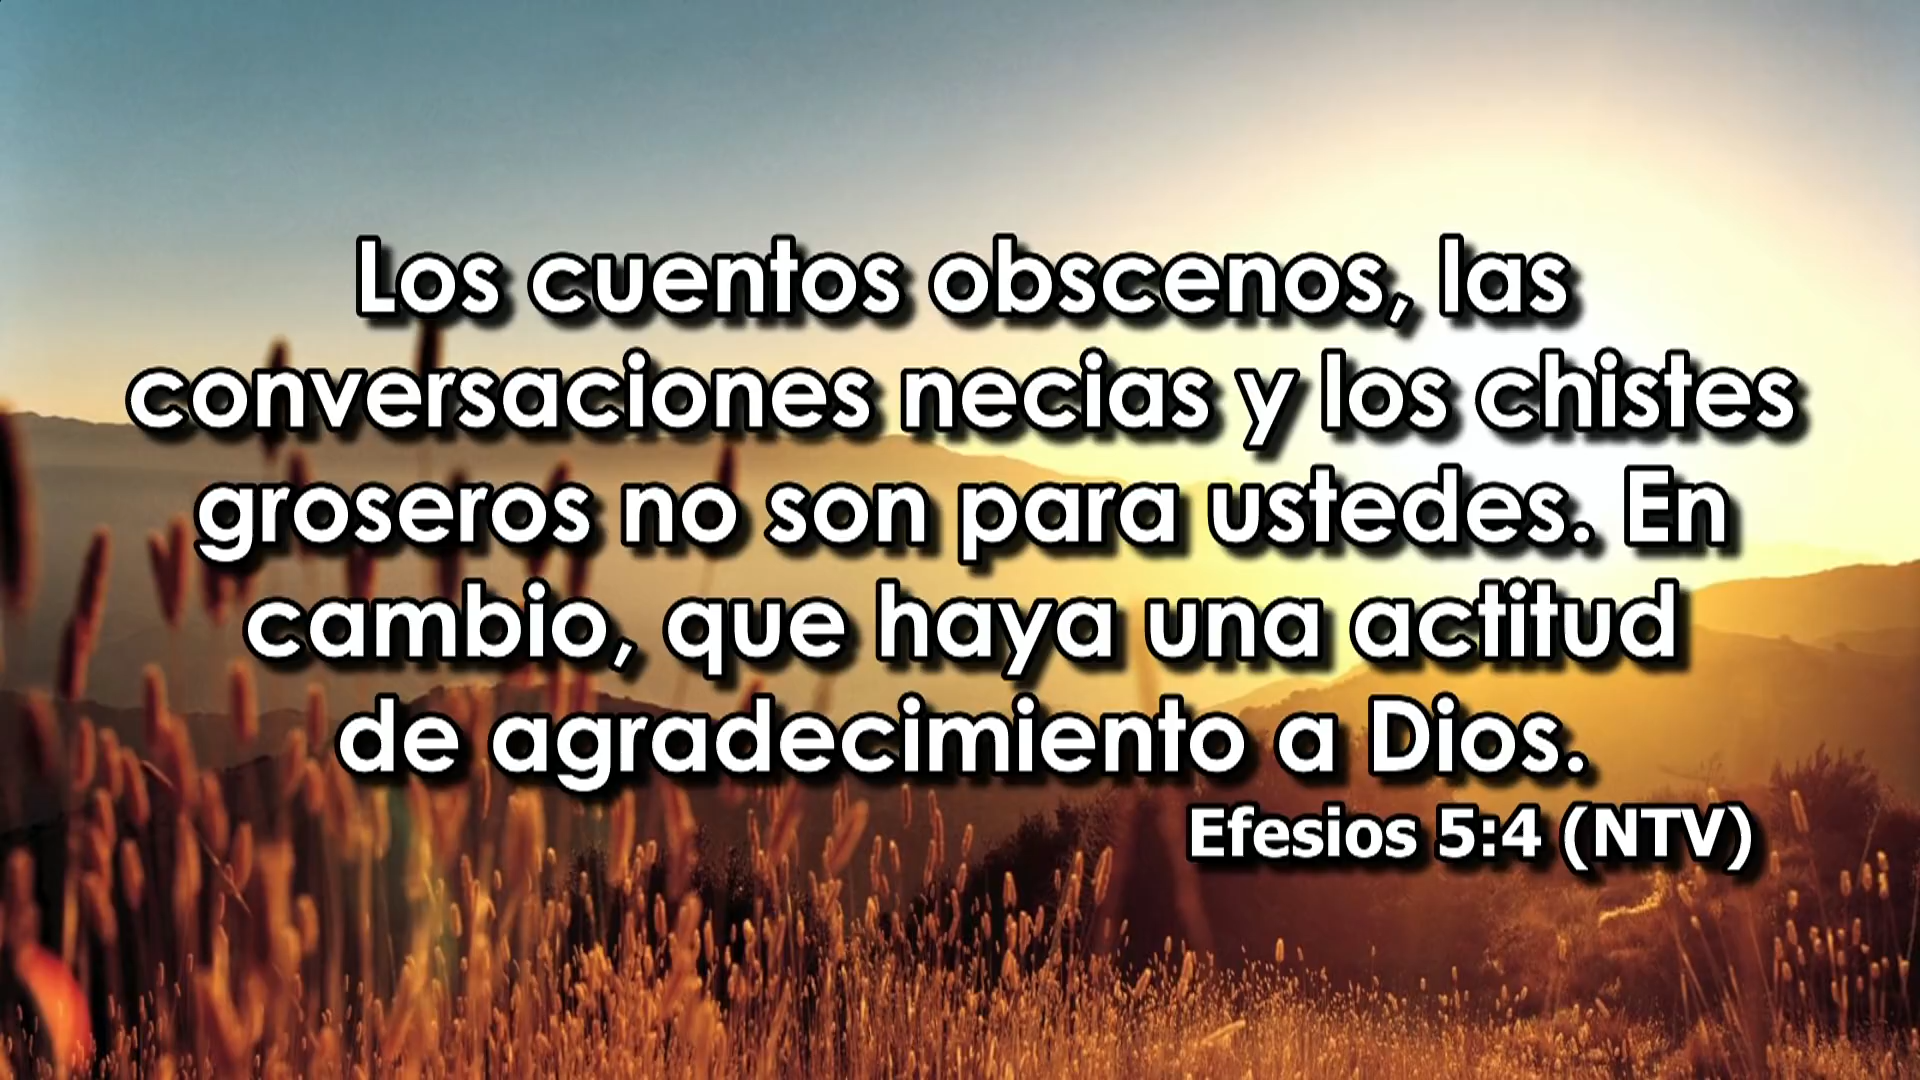 Los cuentos obscenos, las
conversaciones necias y los chistes
groseros no son para ustedes. En
cambio, que haya una actitud
de agradecimiento a Dios.
Efesios 5:4 (NTV)